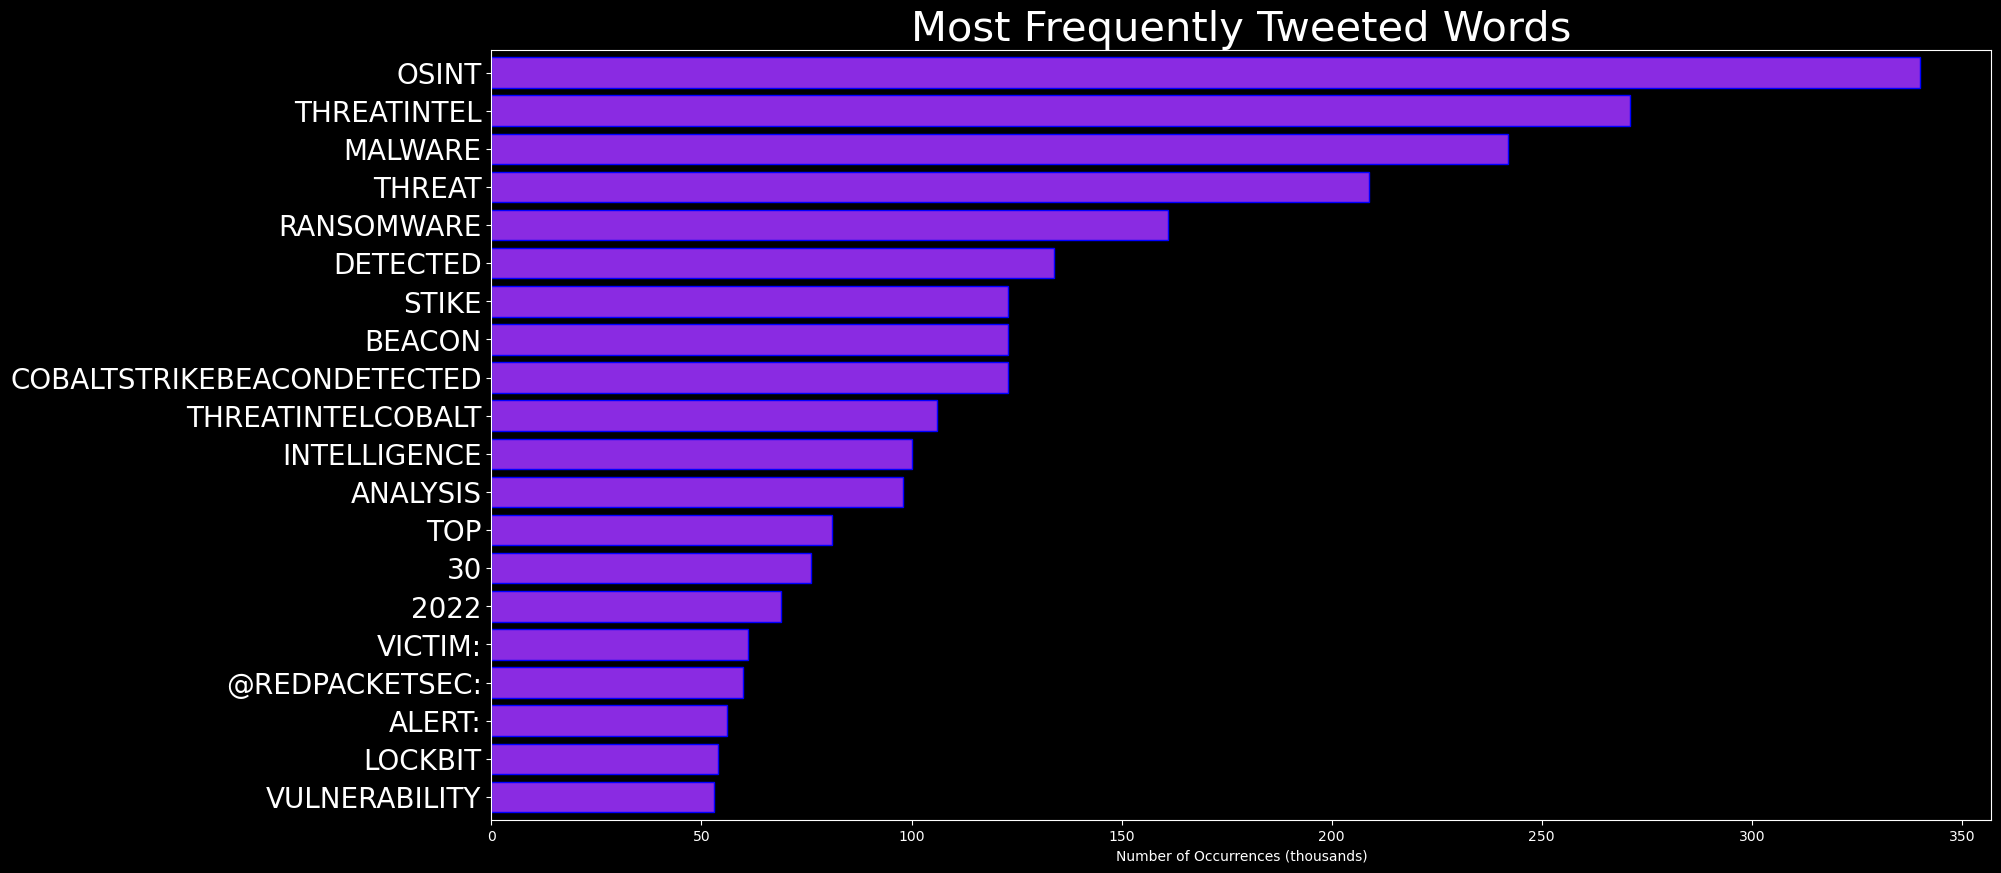 Most Frequently Tweeted Words
OSINT
THREATINTEL
MALWARE
THREAT
RANSOMWARE
DETECTED
STIKE
BEACON
COBALTSTRIKEBEACONDETECTED
THREATINTELCOBALT
INTELLIGENCE
ANALYSIS
TOP
30
2022
VICTIM:
@REDPACKETSEC:
ALERT:
LOCKBIT
VULNERABILITY
0 50 100 150 200 250 300 350
Number of Occurrences (thousands)